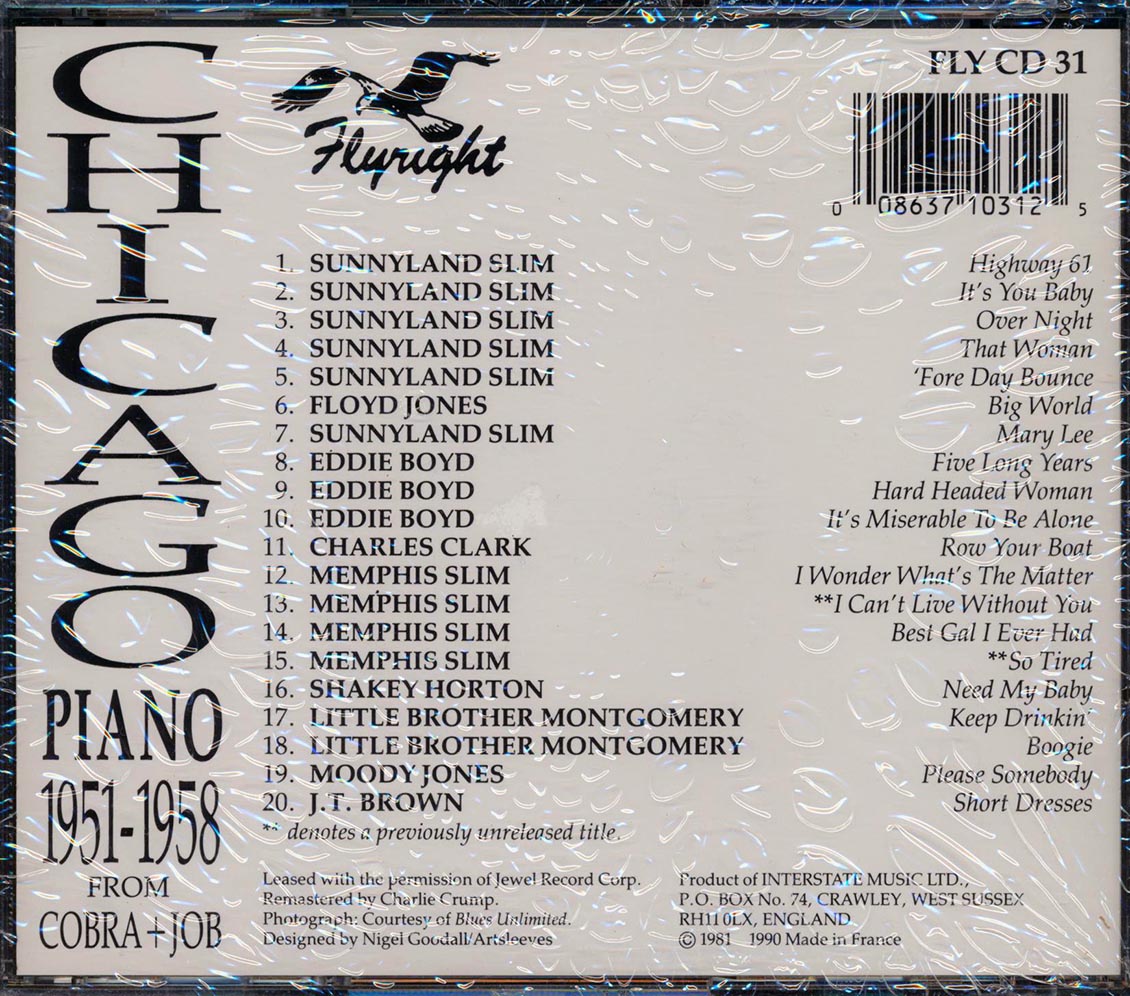 CHICAGO
PIANO
1951-1958
FROM
COBRA+JOB
Flyright
FLY CD 31
0 08637 10312 5
1. SUNNYLAND SLIM Highway 61
2. SUNNYLAND SLIM It's You Baby
3. SUNNYLAND SLIM Over Night
4. SUNNYLAND SLIM That Woman
5. SUNNYLAND SLIM 'Fore Day Bounce
6. FLOYD JONES Big World
7. SUNNYLAND SLIM Mary Lee
8. EDDIE BOYD Five Long Years
9. EDDIE BOYD Hard Headed Woman
10. EDDIE BOYD It's Miserable To Be Alone
11. CHARLES CLARK Row Your Boat
12. MEMPHIS SLIM I Wonder What's The Matter
13. MEMPHIS SLIM **I Can't Live Without You
14. MEMPHIS SLIM Best Gal I Ever Had
15. MEMPHIS SLIM **So Tired
16. SHAKEY HORTON Need My Baby
17. LITTLE BROTHER MONTGOMERY Keep Drinkin'
18. LITTLE BROTHER MONTGOMERY Boogie
19. MOODY JONES Please Somebody
20. J.T. BROWN Short Dresses
** denotes a previously unreleased title.
Leased with the permission of Jewel Record Corp.
Remastered by Charlie Crump.
Photograph: Courtesy of Blues Unlimited.
Designed by Nigel Goodall/Artsleeves
Product of INTERSTATE MUSIC LTD.,
P.O. BOX No. 74, CRAWLEY, WEST SUSSEX
RH11 0LX, ENGLAND
© 1981 1990 Made in France